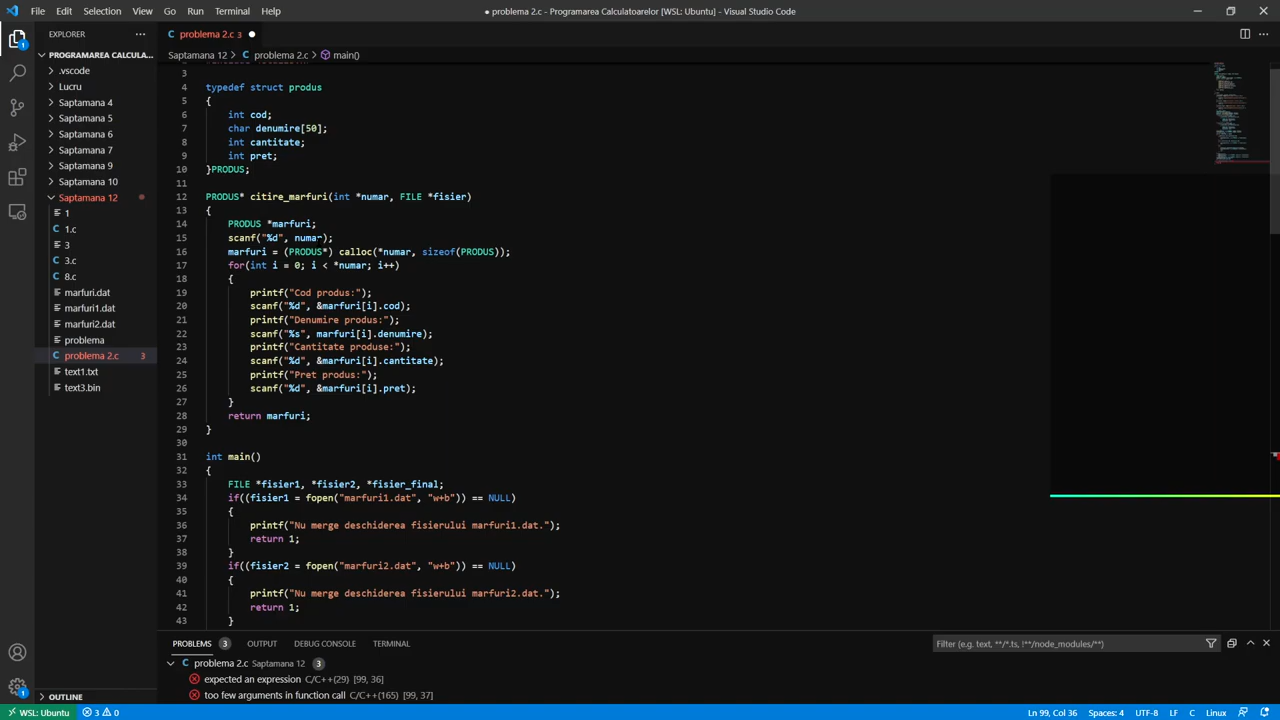 File Edit Selection View Go Run Terminal Help
● problema 2.c - Programarea Calculatoarelor [WSL: Ubuntu] - Visual Studio Code
EXPLORER
PROGRAMAREA CALCULA...
.vscode
Lucru
Saptamana 4
Saptamana 5
Saptamana 6
Saptamana 7
Saptamana 9
Saptamana 10
Saptamana 12
1
C 1.c
3
C 3.c
C 8.c
marfuri.dat
marfuri1.dat
marfuri2.dat
problema
C problema 2.c 3
text1.txt
text3.bin
OUTLINE
C problema 2.c 3 ●
Saptamana 12 > C problema 2.c > main()
3
4 typedef struct produs
5 {
6 int cod;
7 char denumire[50];
8 int cantitate;
9 int pret;
10 }PRODUS;
11
12 PRODUS* citire_marfuri(int *numar, FILE *fisier)
13 {
14 PRODUS *marfuri;
15 scanf("%d", numar);
16 marfuri = (PRODUS*) calloc(*numar, sizeof(PRODUS));
17 for(int i = 0; i < *numar; i++)
18 {
19 printf("Cod produs:");
20 scanf("%d", &marfuri[i].cod);
21 printf("Denumire produs:");
22 scanf("%s", marfuri[i].denumire);
23 printf("Cantitate produse:");
24 scanf("%d", &marfuri[i].cantitate);
25 printf("Pret produs:");
26 scanf("%d", &marfuri[i].pret);
27 }
28 return marfuri;
29 }
30
31 int main()
32 {
33 FILE *fisier1, *fisier2, *fisier_final;
34 if((fisier1 = fopen("marfuri1.dat", "w+b")) == NULL)
35 {
36 printf("Nu merge deschiderea fisierului marfuri1.dat.");
37 return 1;
38 }
39 if((fisier2 = fopen("marfuri2.dat", "w+b")) == NULL)
40 {
41 printf("Nu merge deschiderea fisierului marfuri2.dat.");
42 return 1;
43 }
PROBLEMS 3 OUTPUT DEBUG CONSOLE TERMINAL
Filter (e.g. text, **/*.ts, !**/node_modules/**)
C problema 2.c Saptamana 12 3
expected an expression C/C++(29) [99, 36]
too few arguments in function call C/C++(165) [99, 37]
WSL: Ubuntu 3 0
Ln 99, Col 36 Spaces: 4 UTF-8 LF C Linux